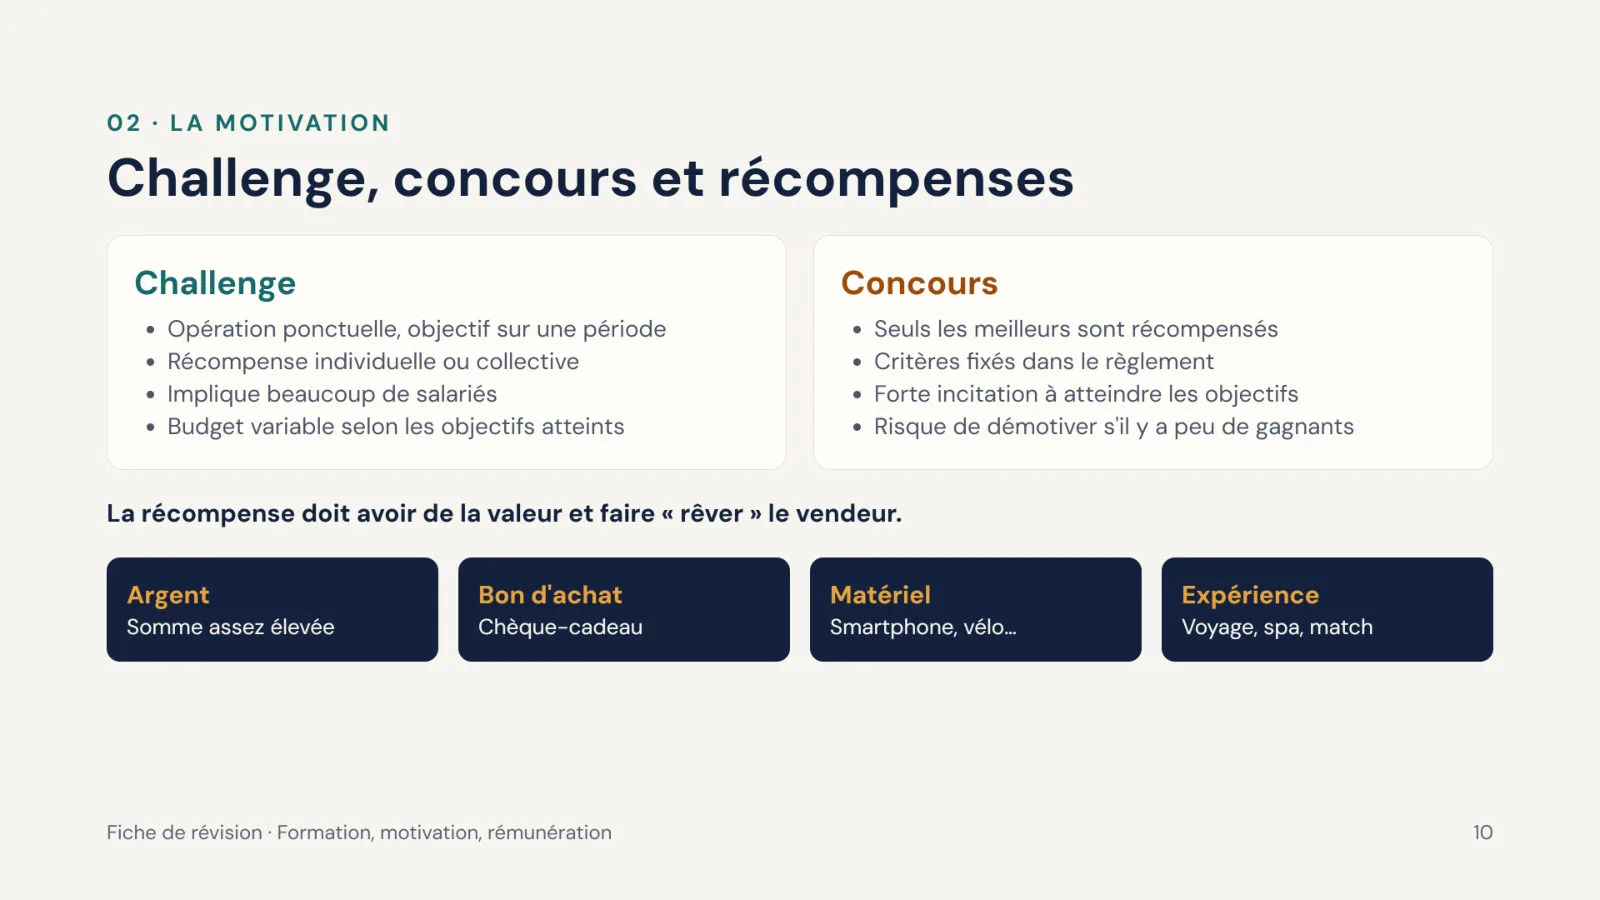 02 · LA MOTIVATION
Challenge, concours et récompenses
Challenge
• Opération ponctuelle, objectif sur une période
• Récompense individuelle ou collective
• Implique beaucoup de salariés
• Budget variable selon les objectifs atteints
Concours
• Seuls les meilleurs sont récompensés
• Critères fixés dans le règlement
• Forte incitation à atteindre les objectifs
• Risque de démotiver s'il y a peu de gagnants
La récompense doit avoir de la valeur et faire « rêver » le vendeur.
Argent
Somme assez élevée
Bon d'achat
Chèque-cadeau
Matériel
Smartphone, vélo…
Expérience
Voyage, spa, match
Fiche de révision · Formation, motivation, rémunération
10